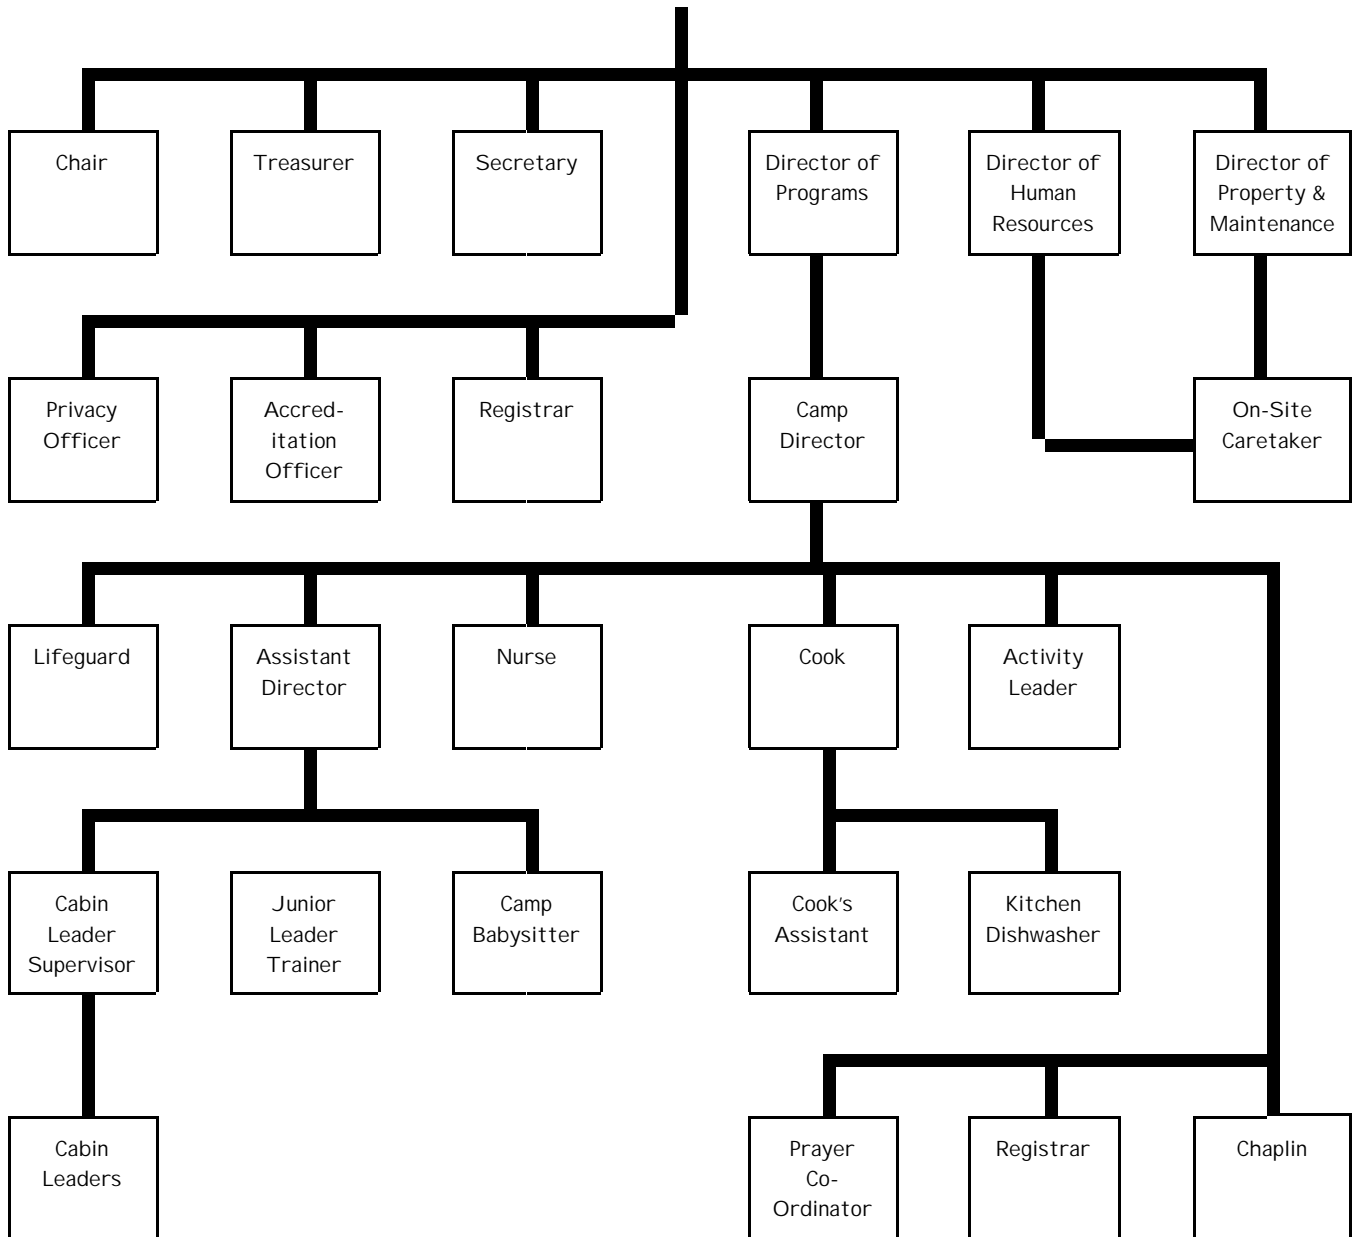 Chair
Treasurer
Secretary
Director of
Programs
Director of
Human
Resources
Director of
Property &
Maintenance
Privacy
Officer
Accred-
itation
Officer
Registrar
Camp
Director
On-Site
Caretaker
Lifeguard
Assistant
Director
Nurse
Cook
Activity
Leader
Cabin
Leader
Supervisor
Junior
Leader
Trainer
Camp
Babysitter
Cook's
Assistant
Kitchen
Dishwasher
Cabin
Leaders
Prayer
Co-
Ordinator
Registrar
Chaplin